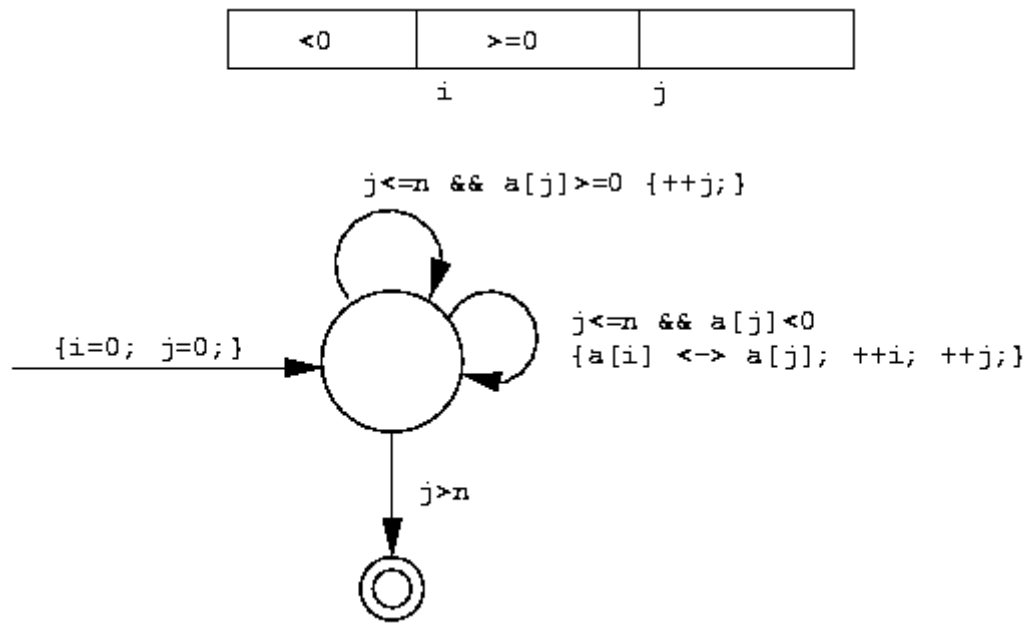 <0 >=0
i j
j<=n && a[j]>=0 {++j;}
j<=n && a[j]<0
{a[i] <-> a[j]; ++i; ++j;}
{i=0; j=0;}
j>n